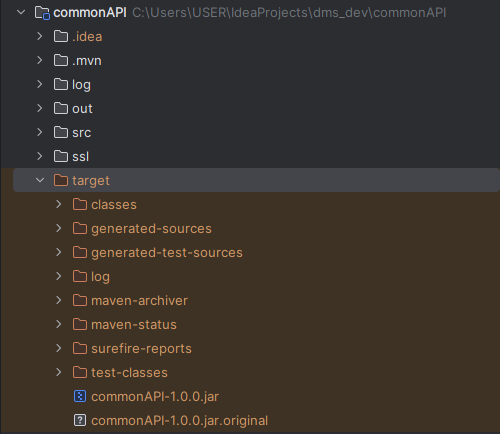 commonAPI C:\Users\USER\IdeaProjects\dms_dev\commonAPI
.idea
.mvn
log
out
src
ssl
target
classes
generated-sources
generated-test-sources
log
maven-archiver
maven-status
surefire-reports
test-classes
commonAPI-1.0.0.jar
commonAPI-1.0.0.jar.original